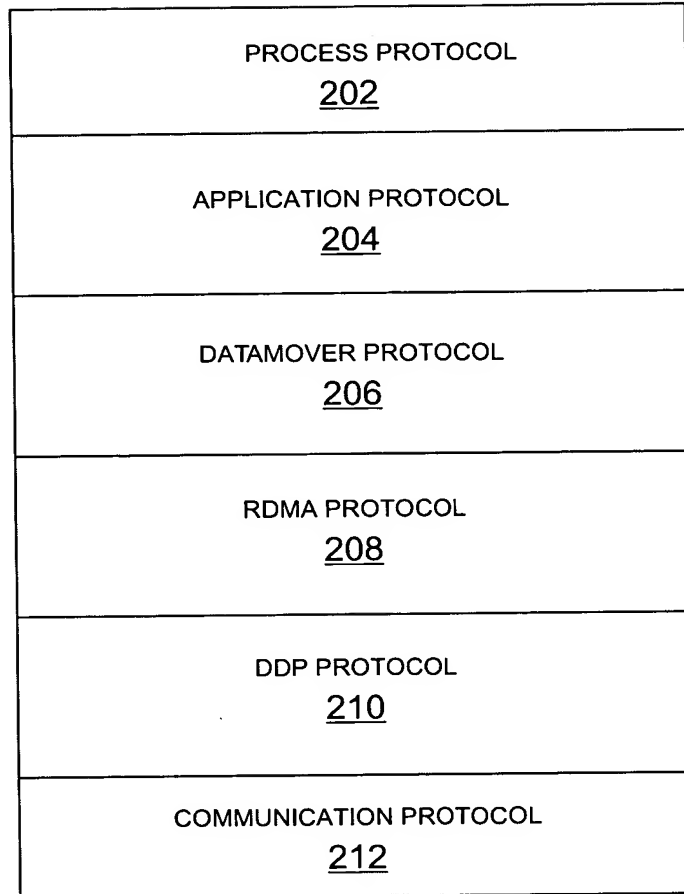 PROCESS PROTOCOL
202
APPLICATION PROTOCOL
204
DATAMOVER PROTOCOL
206
RDMA PROTOCOL
208
DDP PROTOCOL
210
COMMUNICATION PROTOCOL
212